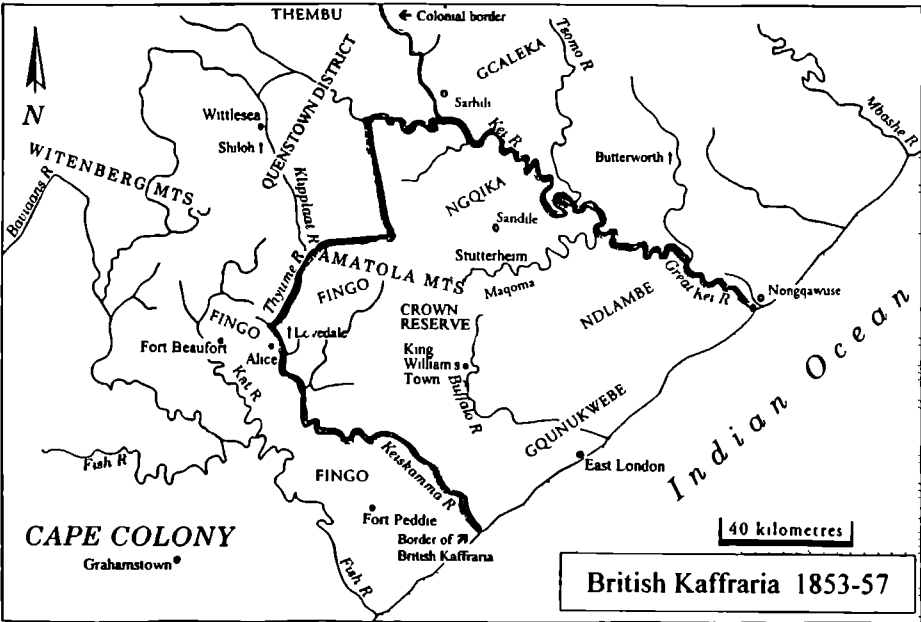 THEMBU
← Colonial border
Tsomo R
GCALEKA
Sarhili
Mbashe R
N
Wittlesea
Shiloh †
QUENSTOWN DISTRICT
Kei R
Butterworth †
WITENBERG MTS
Klipplaat R
NGQIKA
Baviaans R
Sandile
Stutterheim
AMATOLA MTS
Maqoma
Thyume R
FINGO
Great Kei R
Nongqawuse
NDLAMBE
CROWN
RESERVE
FINGO
† Lovedale
Fort Beaufort
Alice
King
William's
Town
Kat R
Buffalo R
Indian Ocean
GQUNUKWEBE
Fish R
East London
Keiskamma R
FINGO
Fort Peddie
CAPE COLONY
Border of
British Kaffraria
40 kilometres
Grahamstown
Fish R
British Kaffraria 1853-57